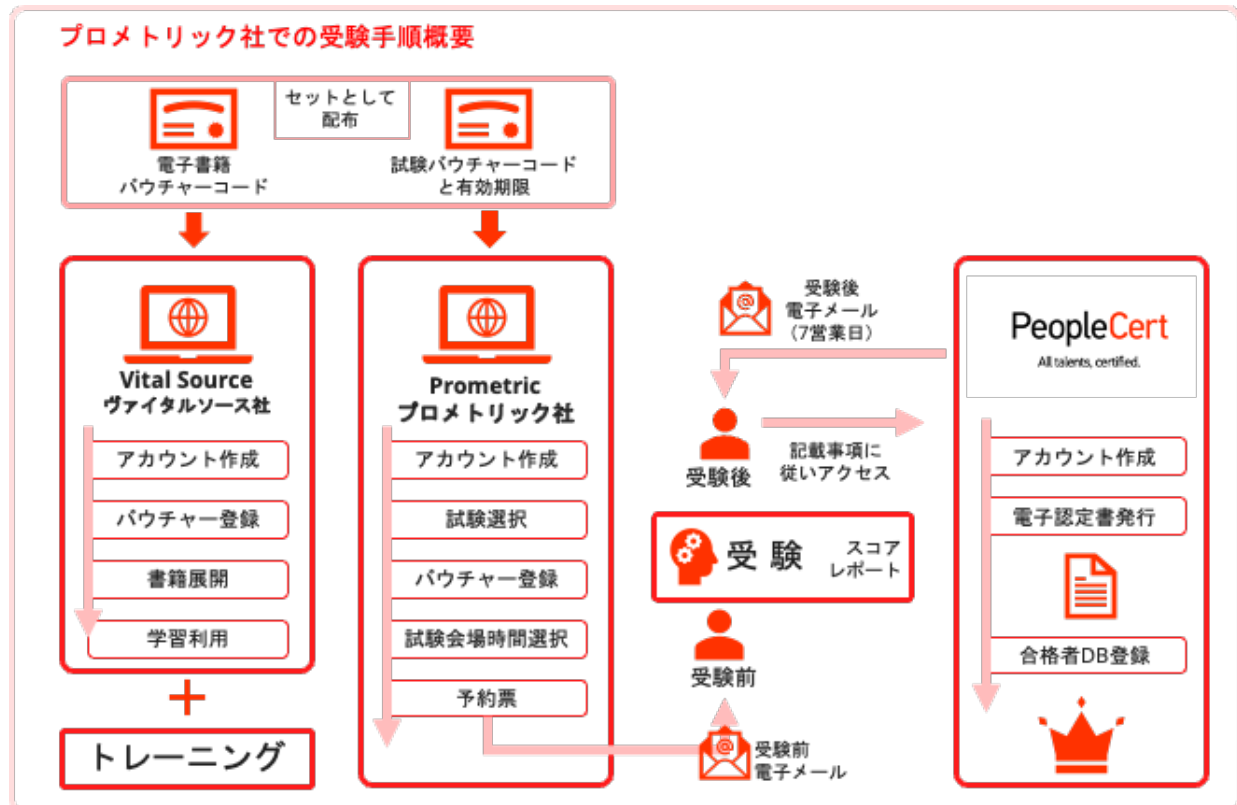 プロメトリック社での受験手順概要
セットとして
配布
電子書籍
バウチャーコード
試験バウチャーコード
と有効期限
Vital Source
ヴァイタルソース社
アカウント作成
バウチャー登録
書籍展開
学習利用
トレーニング
Prometric
プロメトリック社
アカウント作成
試験選択
バウチャー登録
試験会場時間選択
予約票
受験後
電子メール
（7営業日）
受験後
記載事項に
従いアクセス
受験
スコア
レポート
受験前
受験前
電子メール
PeopleCert
All talents, certified.
アカウント作成
電子認定書発行
合格者DB登録